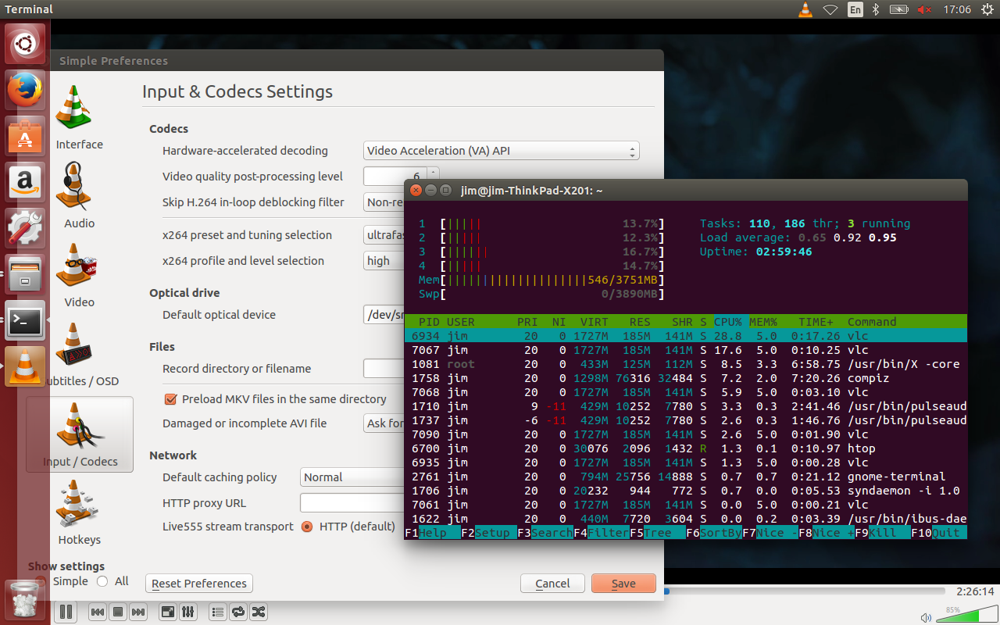 Terminal
En
17:06
Simple Preferences
Interface
Audio
Video
ubtitles / OSD
Input / Codecs
Hotkeys
Show settings
Simple
All
Input & Codecs Settings
Codecs
Hardware-accelerated decoding
Video Acceleration (VA) API
Video quality post-processing level
6
Skip H.264 in-loop deblocking filter
Non-re
x264 preset and tuning selection
ultrafas
x264 profile and level selection
high
Optical drive
Default optical device
/dev/sr
Files
Record directory or filename
Preload MKV files in the same directory
Damaged or incomplete AVI file
Ask for
Network
Default caching policy
Normal
HTTP proxy URL
Live555 stream transport
HTTP (default)
Reset Preferences
Cancel
Save
jim@jim-ThinkPad-X201: ~
1 [||||| 13.7%] Tasks: 110, 186 thr; 3 running
2 [||||| 12.3%] Load average: 0.65 0.92 0.95
3 [|||||| 16.7%] Uptime: 02:59:46
4 [||||| 14.7%]
Mem[||||||||||||||||||||546/3751MB]
Swp[ 0/3890MB]
PID USER PRI NI VIRT RES SHR S CPU% MEM% TIME+ Command
6934 jim 20 0 1727M 185M 141M S 28.8 5.0 0:17.26 vlc
7067 jim 20 0 1727M 185M 141M S 17.6 5.0 0:10.25 vlc
1081 root 20 0 433M 125M 112M S 8.5 3.3 6:58.75 /usr/bin/X -core
1758 jim 20 0 1298M 76316 32484 S 7.2 2.0 7:20.26 compiz
7068 jim 20 0 1727M 185M 141M S 5.9 5.0 0:03.10 vlc
1710 jim 9 -11 429M 10252 7780 S 3.3 0.3 2:41.46 /usr/bin/pulseaud
1737 jim -6 -11 429M 10252 7780 S 2.6 0.3 1:46.76 /usr/bin/pulseaud
7090 jim 20 0 1727M 185M 141M S 2.6 5.0 0:01.90 vlc
6700 jim 20 0 30076 2096 1432 R 1.3 0.1 0:10.97 htop
6935 jim 20 0 1727M 185M 141M S 1.3 5.0 0:00.28 vlc
2761 jim 20 0 794M 25756 14888 S 0.7 0.7 0:21.12 gnome-terminal
1706 jim 20 0 20232 944 772 S 0.7 0.0 0:05.53 syndaemon -i 1.0
7061 jim 20 0 1727M 185M 141M S 0.0 5.0 0:00.21 vlc
1622 jim 20 0 440M 7720 3604 S 0.0 0.2 0:03.39 /usr/bin/ibus-dae
F1Help F2Setup F3SearchF4FilterF5Tree F6SortByF7Nice -F8Nice +F9Kill F10Quit
2:26:14
85%